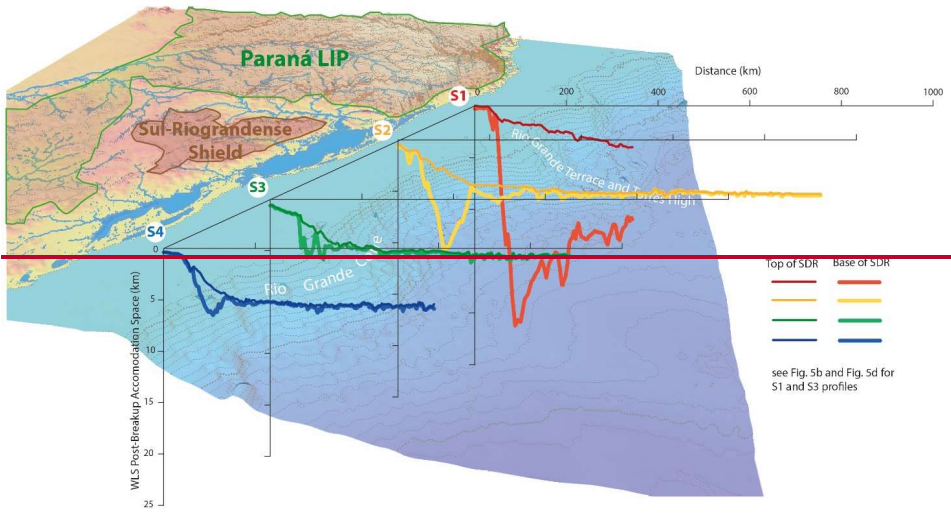 Paraná LIP
Distance (km)
S1
0
200
400
600
800
1000
Sul-Riograndense
Shield
S2
Rio Grande Terrace and Torres High
S3
S4
0
Rio Grande Cone
Top of SDR
Base of SDR
5
10
15
20
25
WLS Post-Breakup Accomodation Space (km)
see Fig. 5b and Fig. 5d for
S1 and S3 profiles